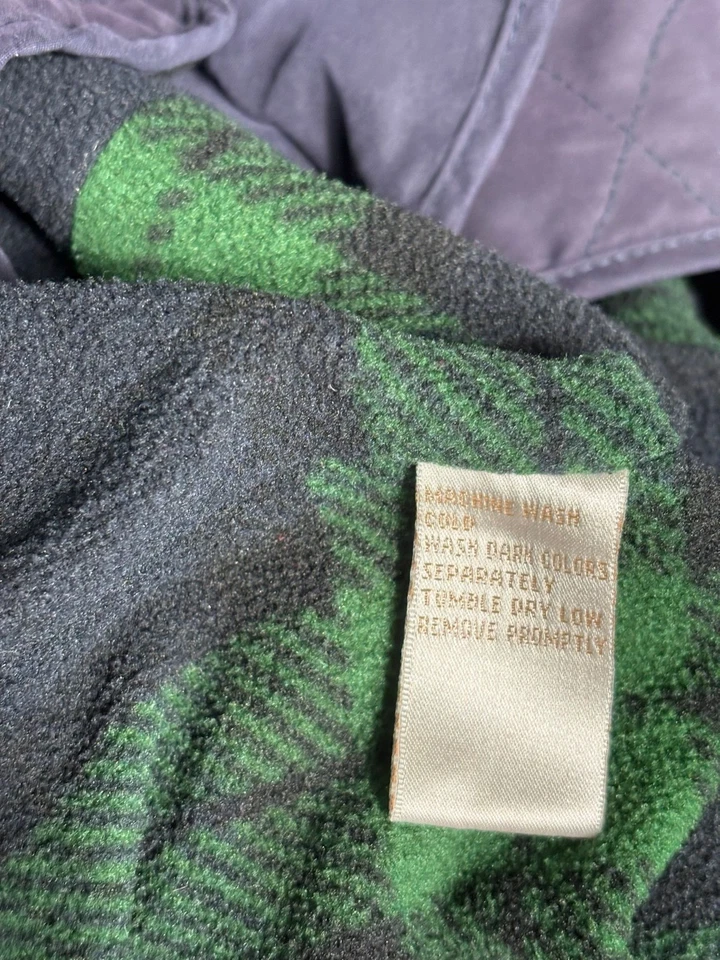 MACHINE WASH
COLD
WASH DARK COLORS
SEPARATELY
TUMBLE DRY LOW
REMOVE PROMPTLY